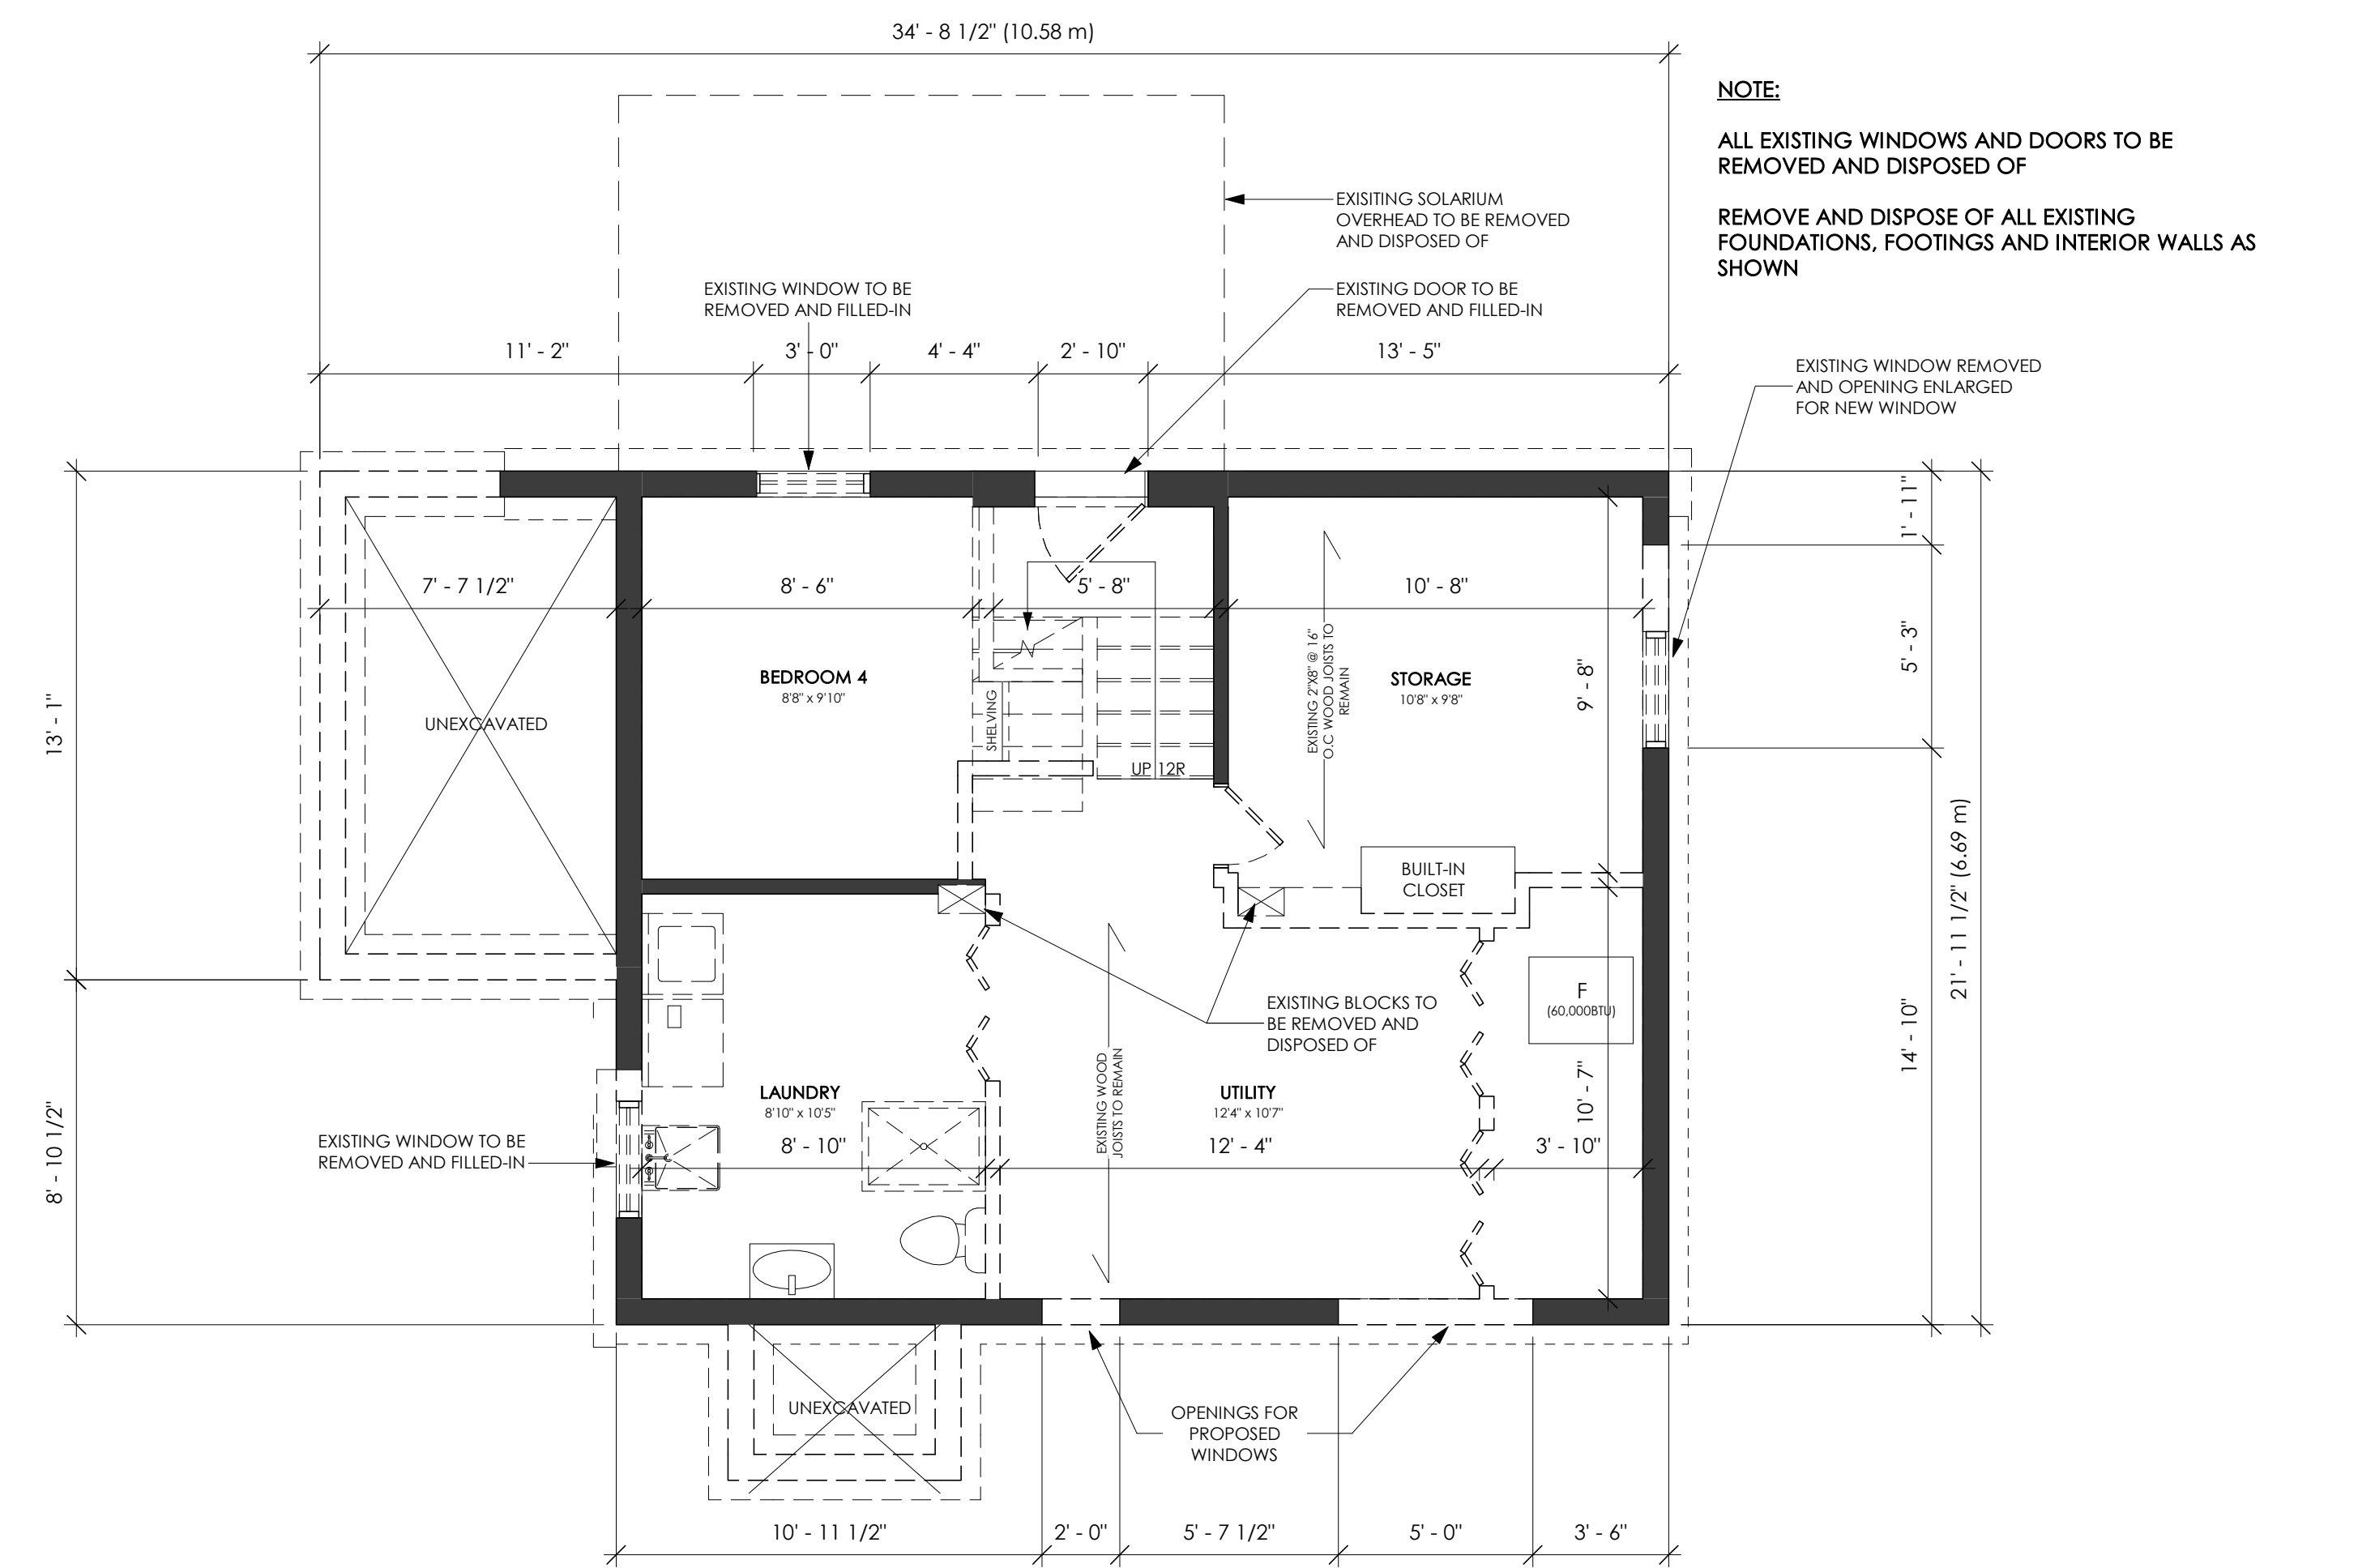 34' - 8 1/2" (10.58 m)
NOTE:
ALL EXISTING WINDOWS AND DOORS TO BE
REMOVED AND DISPOSED OF
REMOVE AND DISPOSE OF ALL EXISTING
FOUNDATIONS, FOOTINGS AND INTERIOR WALLS AS
SHOWN
EXISITING SOLARIUM
OVERHEAD TO BE REMOVED
AND DISPOSED OF
EXISTING WINDOW TO BE
REMOVED AND FILLED-IN
EXISTING DOOR TO BE
REMOVED AND FILLED-IN
11' - 2"
3' - 0"
4' - 4"
2' - 10"
13' - 5"
EXISTING WINDOW REMOVED
AND OPENING ENLARGED
FOR NEW WINDOW
1' - 11"
7' - 7 1/2"
8' - 6"
5' - 8"
10' - 8"
5' - 3"
13' - 1"
UNEXCAVATED
BEDROOM 4
8'8" x 9'10"
SHELVING
UP 12R
EXISTING 2"X8" @ 16"
O.C WOOD JOISTS TO
REMAIN
STORAGE
10'8" x 9'8"
9' - 8"
BUILT-IN
CLOSET
21' - 11 1/2" (6.69 m)
14' - 10"
F
(60,000BTU)
EXISTING BLOCKS TO
BE REMOVED AND
DISPOSED OF
8' - 10 1/2"
EXISTING WINDOW TO BE
REMOVED AND FILLED-IN
LAUNDRY
8'10" x 10'5"
8' - 10"
EXISTING WOOD
JOISTS TO REMAIN
UTILITY
12'4" x 10'7"
12' - 4"
10' - 7"
3' - 10"
UNEXCAVATED
OPENINGS FOR
PROPOSED
WINDOWS
10' - 11 1/2"
2' - 0"
5' - 7 1/2"
5' - 0"
3' - 6"